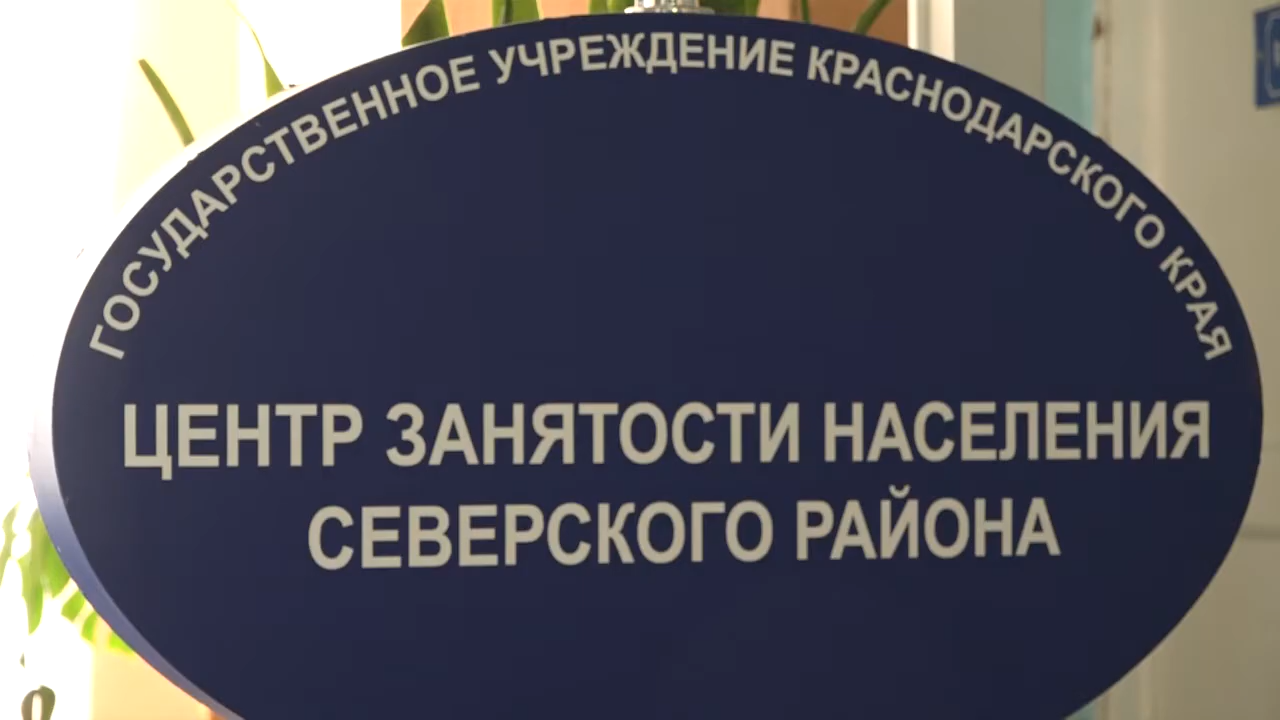 ГОСУДАРСТВЕННОЕ УЧРЕЖДЕНИЕ КРАСНОДАРСКОГО КРАЯ
ЦЕНТР ЗАНЯТОСТИ НАСЕЛЕНИЯ
СЕВЕРСКОГО РАЙОНА